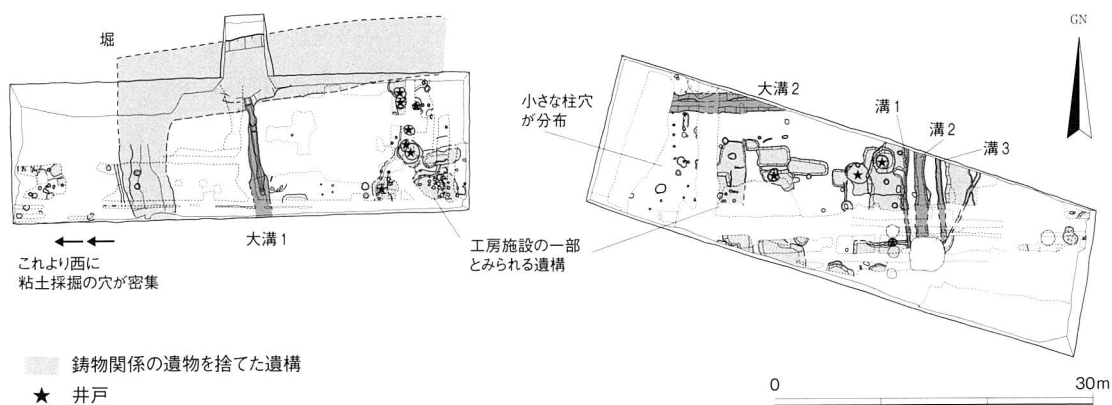 堀
GN
大溝2
小さな柱穴
が分布
溝1
溝2
溝3
大溝1
これより西に
粘土採掘の穴が密集
工房施設の一部
とみられる遺構
鋳物関係の遺物を捨てた遺構
★ 井戸
0 30m